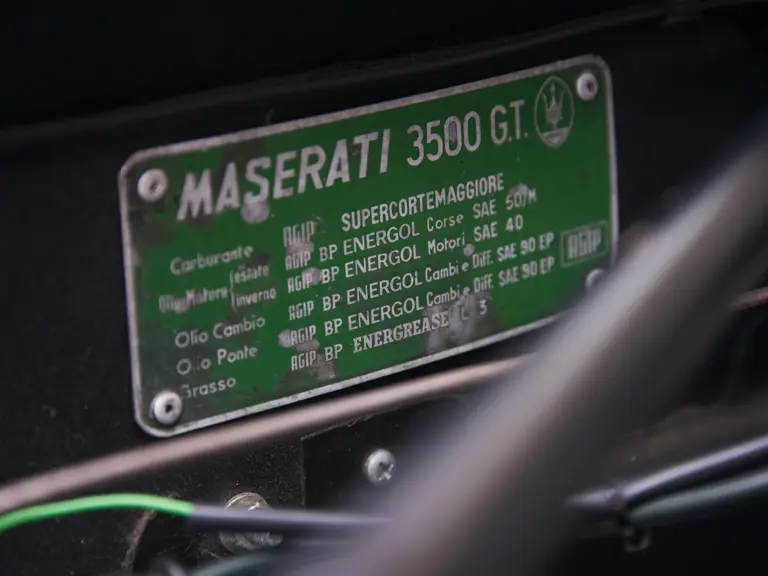 MASERATI 3500 G.T.
Carburante AGIP SUPERCORTEMAGGIORE
Olio Motore estate AGIP BP ENERGOL Corse SAE 50/M
inverno AGIP BP ENERGOL Motori SAE 40
Olio Cambio AGIP BP ENERGOL Cambi e Diff. SAE 90 EP
Olio Ponte AGIP BP ENERGOL Cambi e Diff. SAE 90 EP
Grasso AGIP BP ENERGREASE 3
AGIP